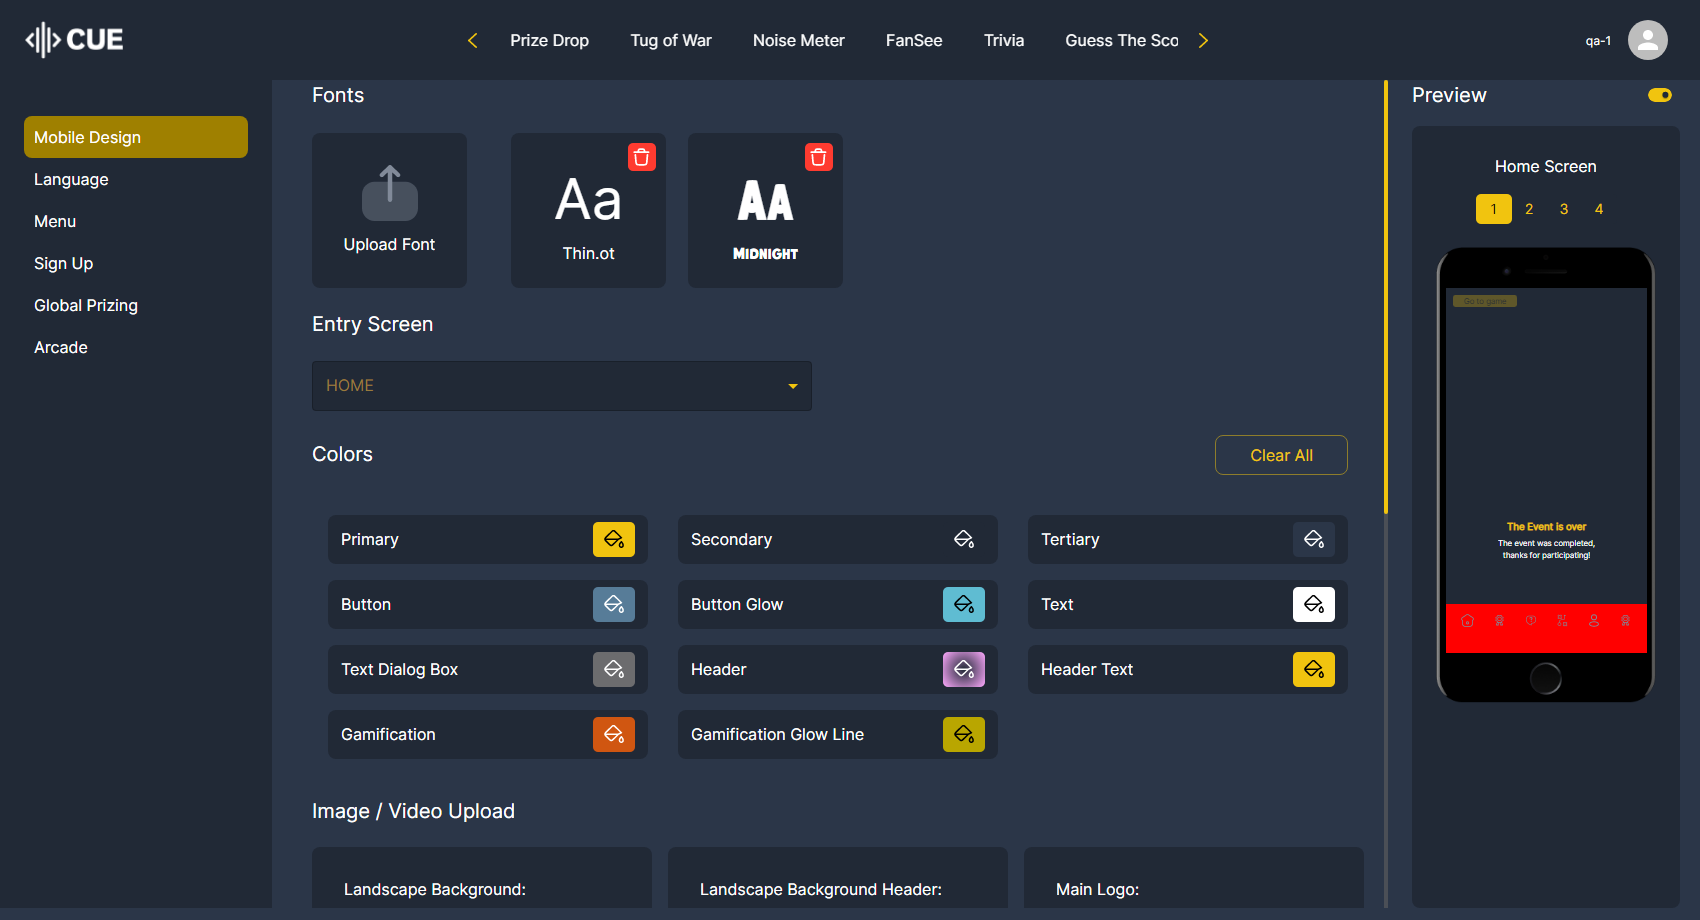 CUE
Prize Drop
Tug of War
Noise Meter
FanSee
Trivia
Guess The Sco
qa-1
Mobile Design
Language
Menu
Sign Up
Global Prizing
Arcade
Fonts
Upload Font
Aa
Thin.ot
AA
MIDNIGHT
Entry Screen
HOME
Colors
Clear All
Primary
Secondary
Tertiary
Button
Button Glow
Text
Text Dialog Box
Header
Header Text
Gamification
Gamification Glow Line
Image / Video Upload
Landscape Background:
Landscape Background Header:
Main Logo:
Preview
Home Screen
1 2 3 4
Go to game
The Event is over
The event was completed,
thanks for participating!